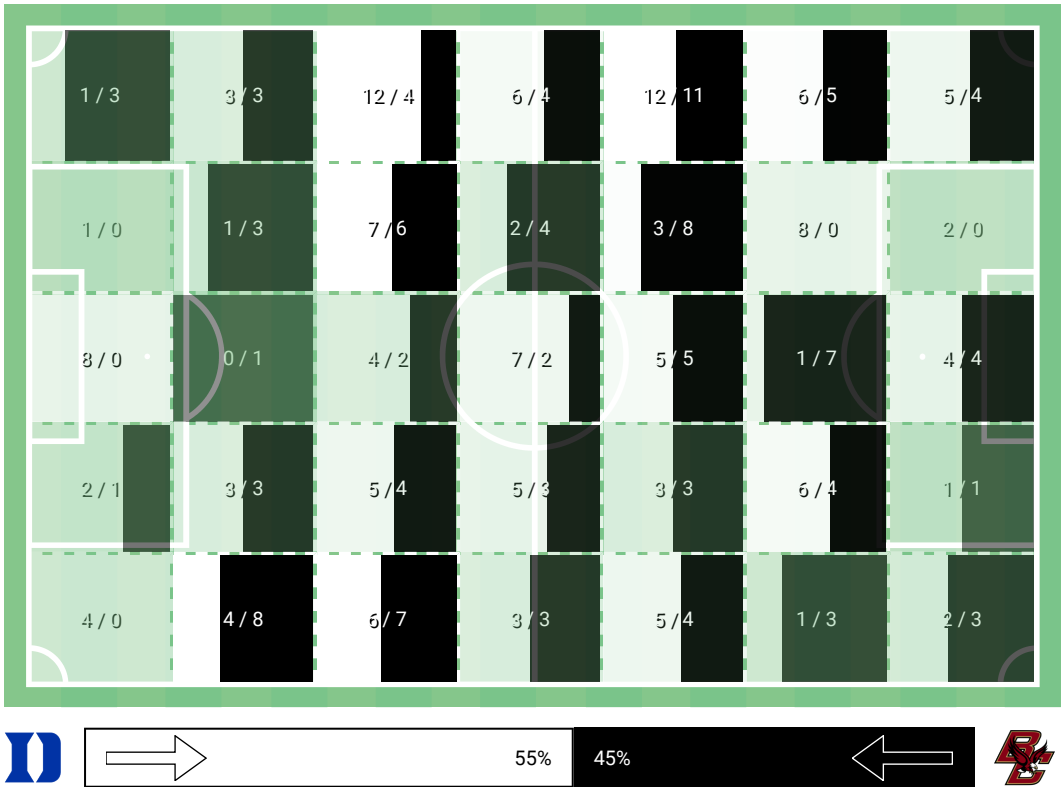 1 / 3 3 / 3 12 / 4 6 / 4 12 / 11 6 / 5 5 / 4
1 / 0 1 / 3 7 / 6 2 / 4 3 / 8 8 / 0 2 / 0
8 / 0 0 / 1 4 / 2 7 / 2 5 / 5 1 / 7 4 / 4
2 / 1 3 / 3 5 / 4 5 / 3 3 / 3 6 / 4 1 / 1
4 / 0 4 / 8 6 / 7 3 / 3 5 / 4 1 / 3 2 / 3
D 55% 45% BC